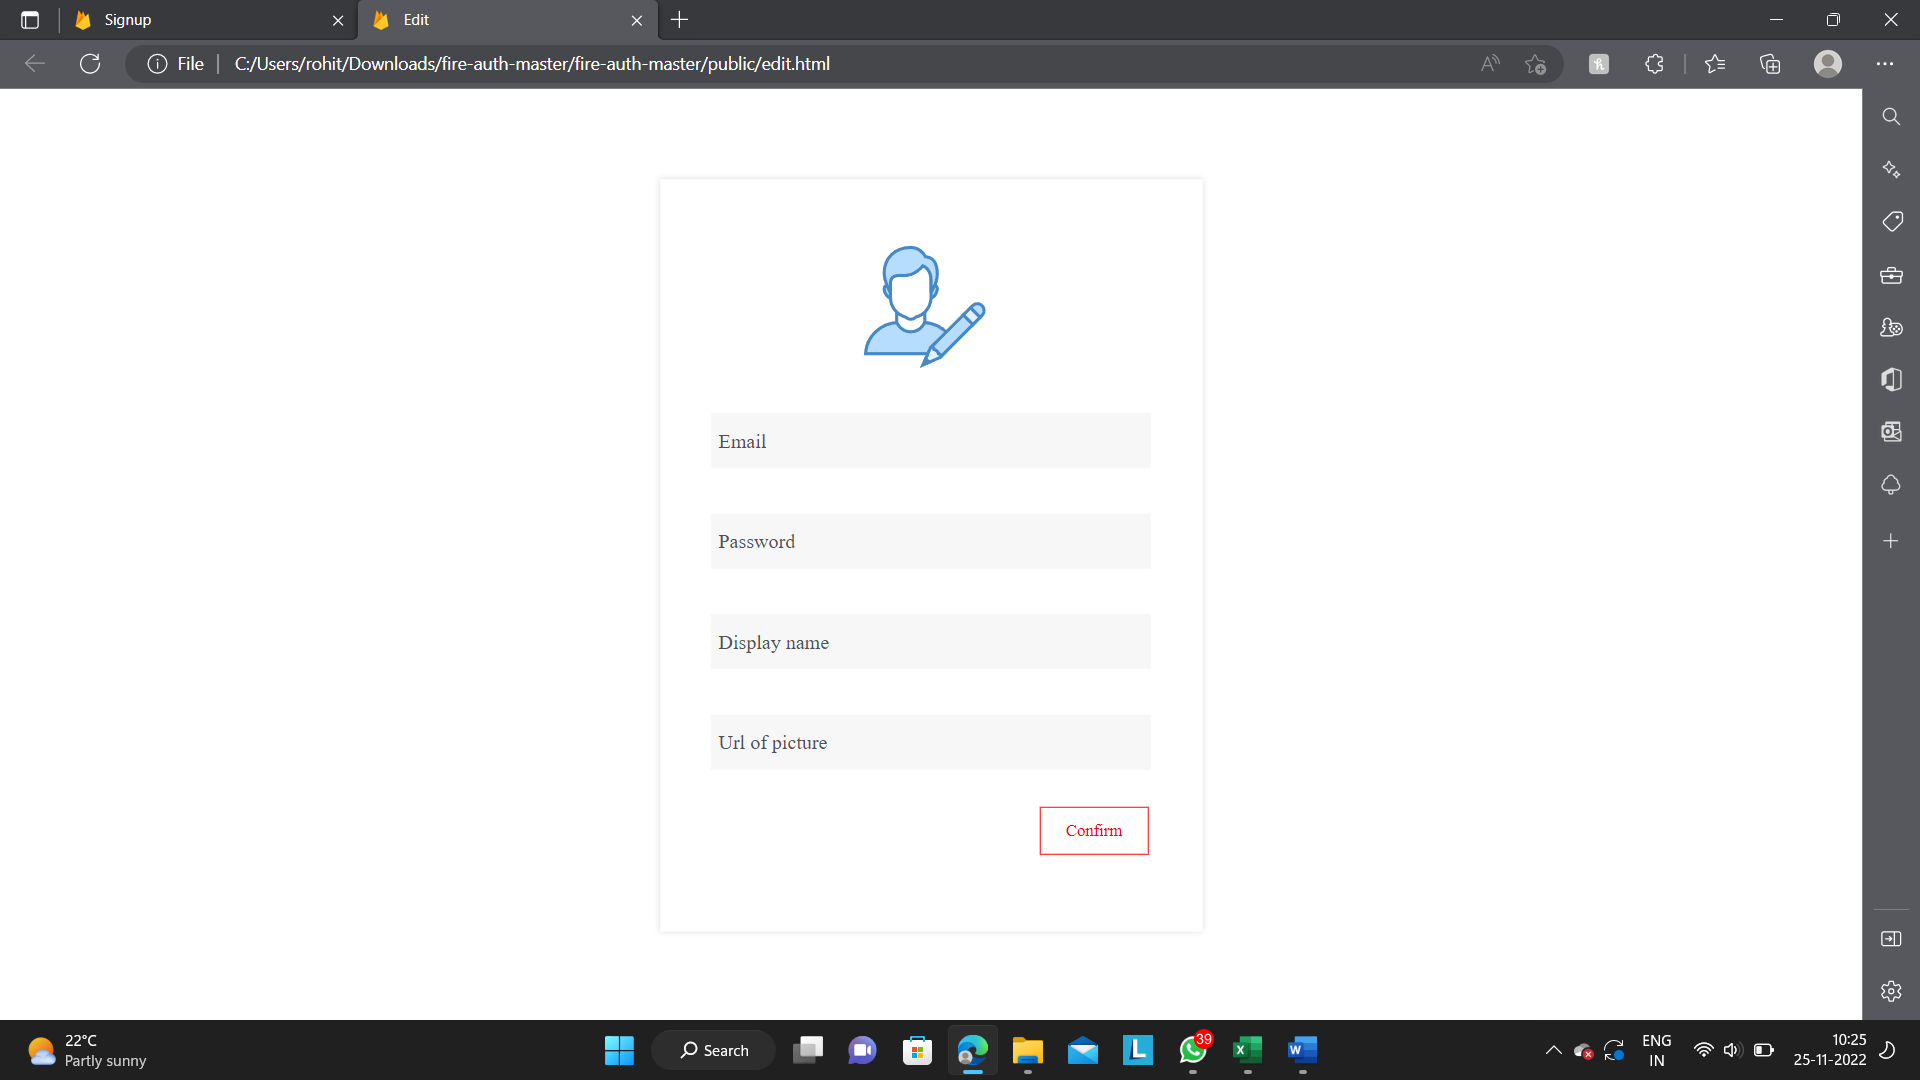 Signup
Edit
File
C:/Users/rohit/Downloads/fire-auth-master/fire-auth-master/public/edit.html
Email
Password
Display name
Url of picture
Confirm
22°C
Partly sunny
Search
39
ENG
IN
10:25
25-11-2022